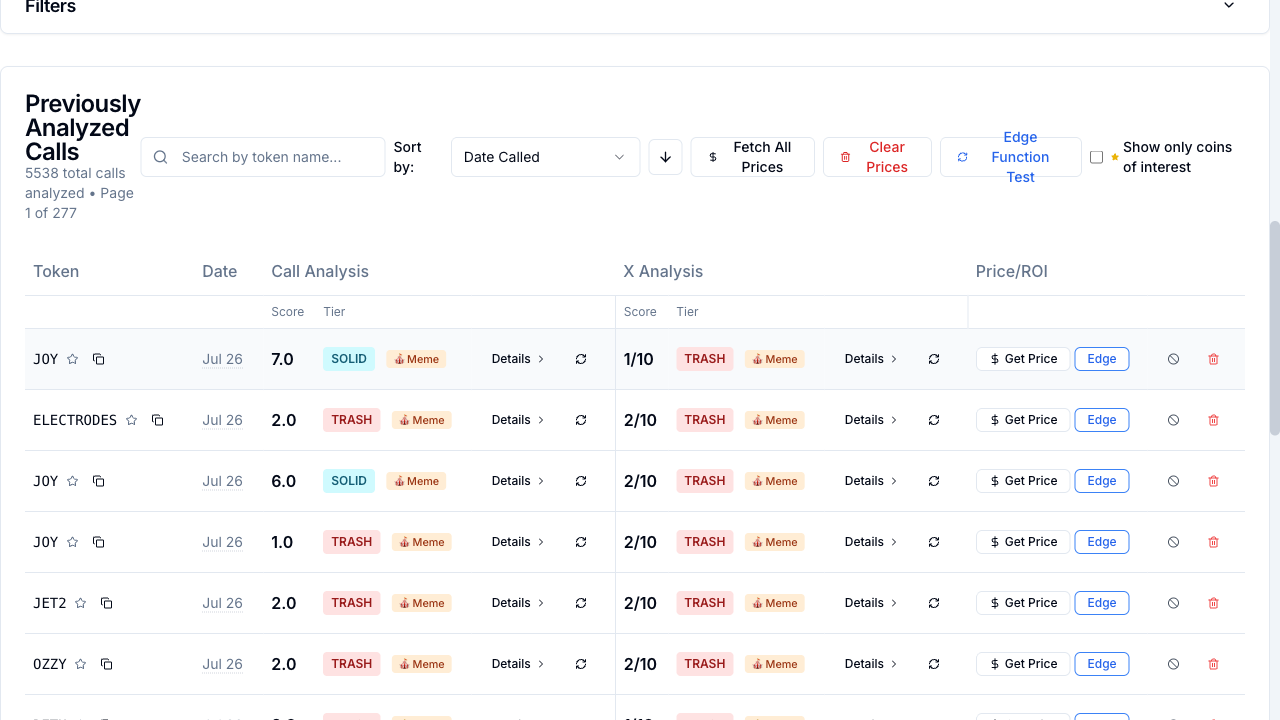 Filters
Previously
Analyzed
Calls
5538 total calls
analyzed • Page
1 of 277
Search by token name...
Sort
by:
Date Called
Fetch All
Prices
Clear
Prices
Edge
Function
Test
Show only coins
of interest
Token Date Call Analysis X Analysis Price/ROI
Score Tier Score Tier
JOY Jul 26 7.0 SOLID Meme Details 1/10 TRASH Meme Details $ Get Price Edge
ELECTRODES Jul 26 2.0 TRASH Meme Details 2/10 TRASH Meme Details $ Get Price Edge
JOY Jul 26 6.0 SOLID Meme Details 2/10 TRASH Meme Details $ Get Price Edge
JOY Jul 26 1.0 TRASH Meme Details 2/10 TRASH Meme Details $ Get Price Edge
JET2 Jul 26 2.0 TRASH Meme Details 2/10 TRASH Meme Details $ Get Price Edge
OZZY Jul 26 2.0 TRASH Meme Details 2/10 TRASH Meme Details $ Get Price Edge